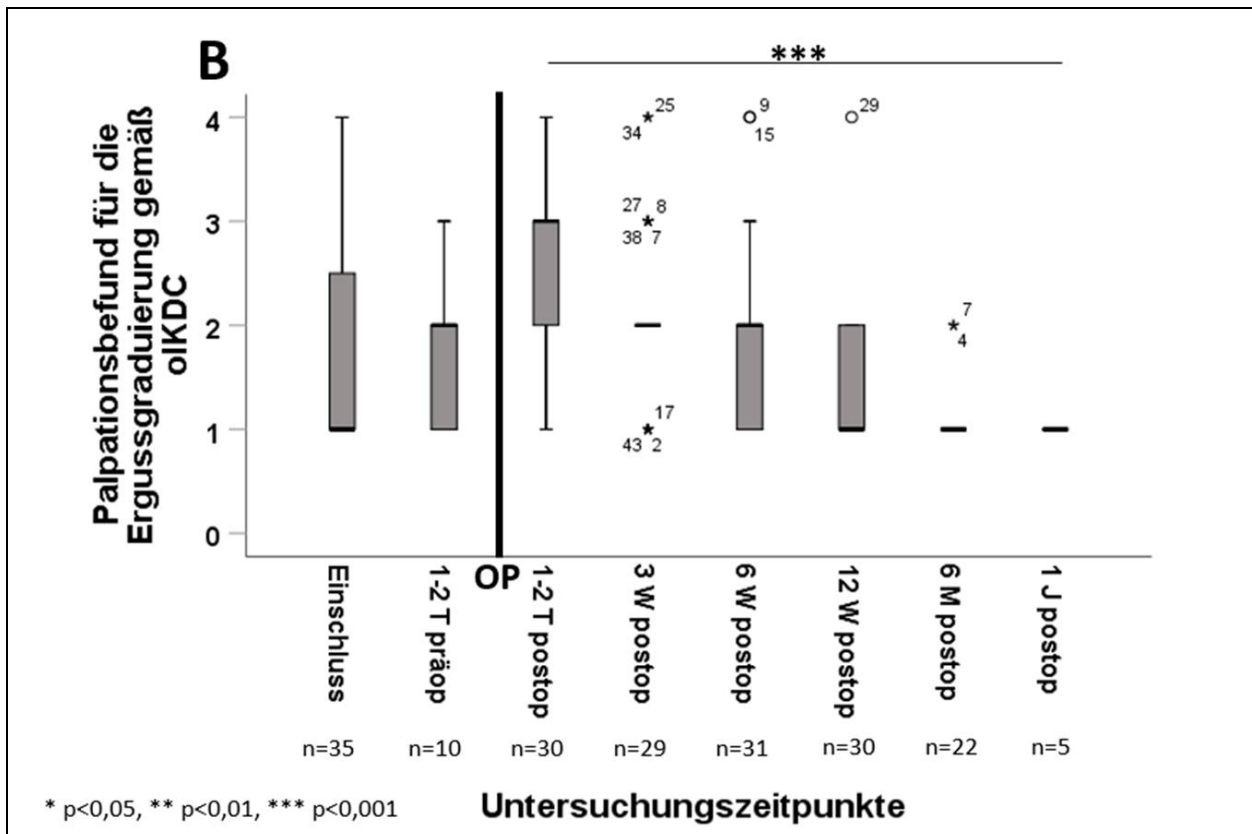 B
***
Palpationsbefund für die
Ergussgraduierung gemäß
oIKDC
4
3
2
1
0
25
34
27 8
38 7
17
43 2
9
15
29
7
4
OP
Einschluss
1-2 T präop
1-2 T postop
3 W postop
6 W postop
12 W postop
6 M postop
1 J postop
n=35 n=10 n=30 n=29 n=31 n=30 n=22 n=5
* p<0,05, ** p<0,01, *** p<0,001
Untersuchungszeitpunkte